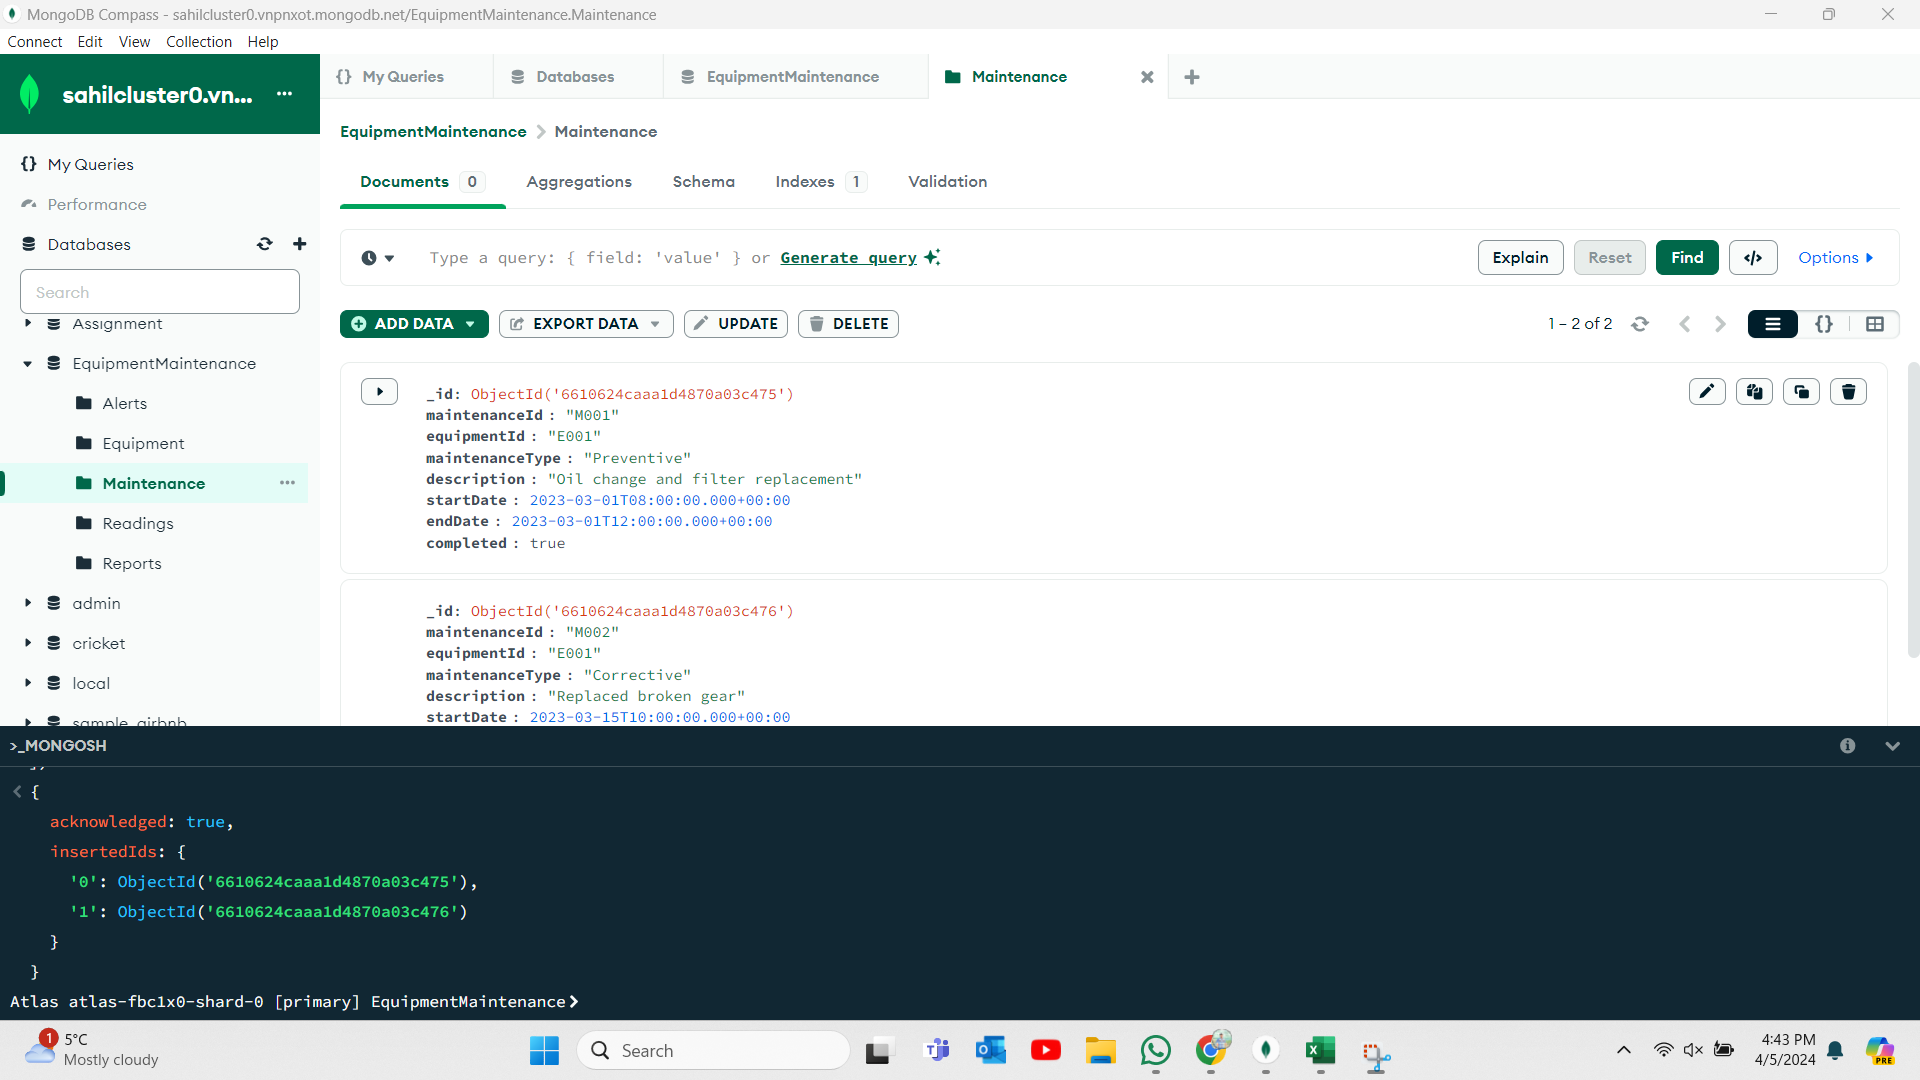 MongoDB Compass - sahilcluster0.vnpnxot.mongodb.net/EquipmentMaintenance.Maintenance
Connect Edit View Collection Help
sahilcluster0.vn... ...
{} My Queries
Performance
Databases
Search
Assignment
EquipmentMaintenance
Alerts
Equipment
Maintenance ...
Readings
Reports
admin
cricket
local
sample_airbnb
{} My Queries
Databases
EquipmentMaintenance
Maintenance
EquipmentMaintenance > Maintenance
Documents 0 Aggregations Schema Indexes 1 Validation
Type a query: { field: 'value' } or Generate query
Explain Reset Find </> Options
ADD DATA EXPORT DATA UPDATE DELETE
1 – 2 of 2
{}
_id: ObjectId('6610624caaa1d4870a03c475')
maintenanceId : "M001"
equipmentId : "E001"
maintenanceType : "Preventive"
description : "Oil change and filter replacement"
startDate : 2023-03-01T08:00:00.000+00:00
endDate : 2023-03-01T12:00:00.000+00:00
completed : true
_id: ObjectId('6610624caaa1d4870a03c476')
maintenanceId : "M002"
equipmentId : "E001"
maintenanceType : "Corrective"
description : "Replaced broken gear"
startDate : 2023-03-15T10:00:00.000+00:00
>_MONGOSH
< {
acknowledged: true,
insertedIds: {
'0': ObjectId('6610624caaa1d4870a03c475'),
'1': ObjectId('6610624caaa1d4870a03c476')
}
}
Atlas atlas-fbc1x0-shard-0 [primary] EquipmentMaintenance>
1
5°C
Mostly cloudy
Search
4:43 PM
4/5/2024
PRE